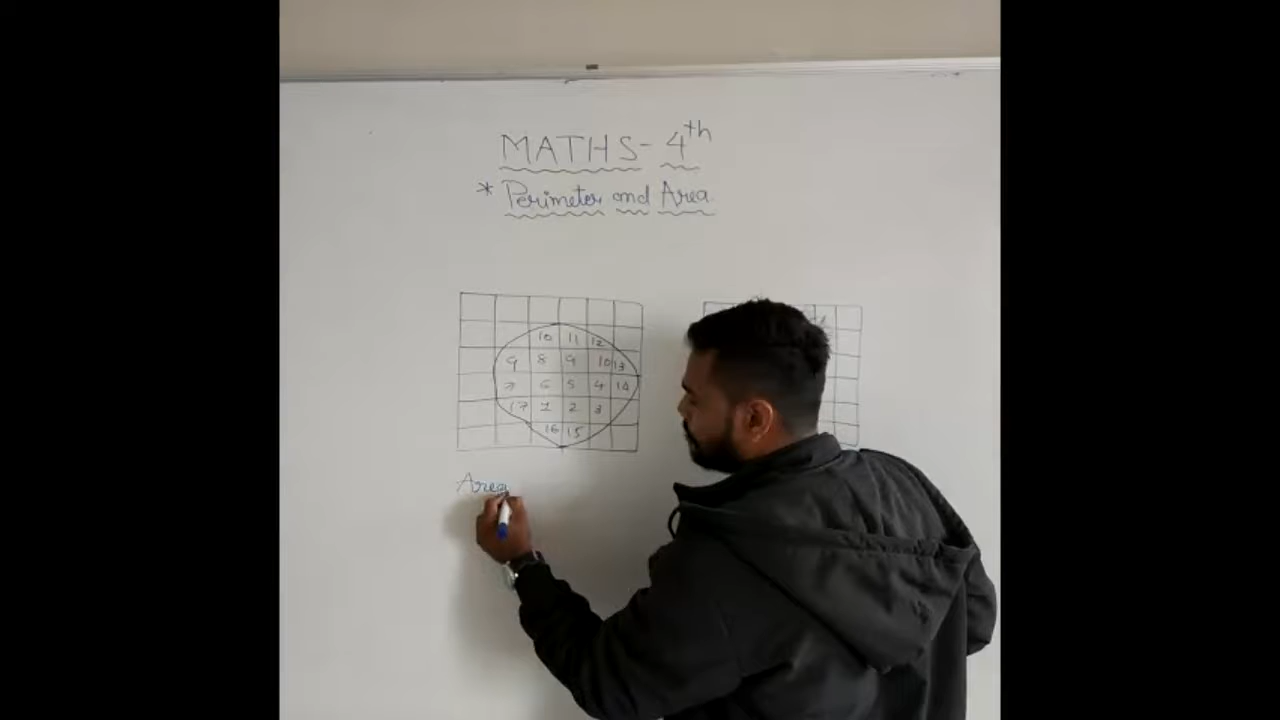 MATHS- 4th
* Perimeter and Area
10 11 12
9 8 9 10 13
7 6 5 4 14
17 1 2 3
16 15
Area